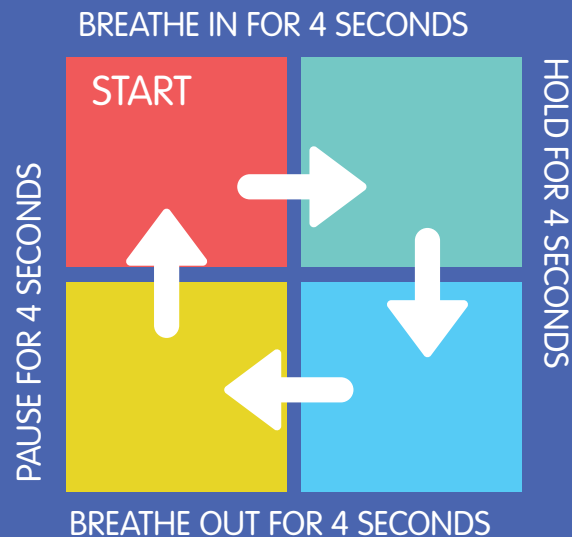 BREATHE IN FOR 4 SECONDS
START
HOLD FOR 4 SECONDS
BREATHE OUT FOR 4 SECONDS
PAUSE FOR 4 SECONDS